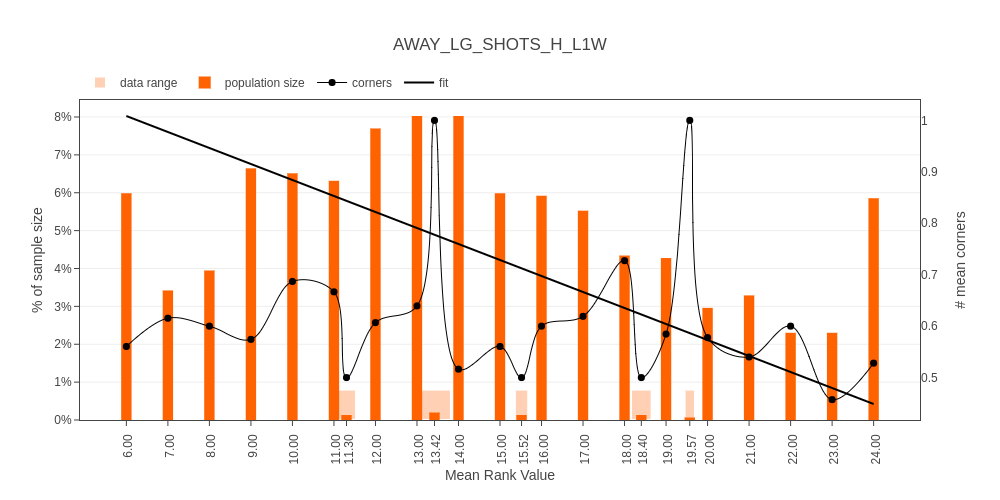 AWAY_LG_SHOTS_H_L1W
data range population size corners fit
8%
7%
6%
5%
4%
3%
2%
1%
0%
% of sample size
1
0.9
0.8
0.7
0.6
0.5
# mean corners
6.00 7.00 8.00 9.00 10.00 11.00 11.30 12.00 13.00 13.42 14.00 15.00 15.52 16.00 17.00 18.00 18.40 19.00 19.57 20.00 21.00 22.00 23.00 24.00
Mean Rank Value